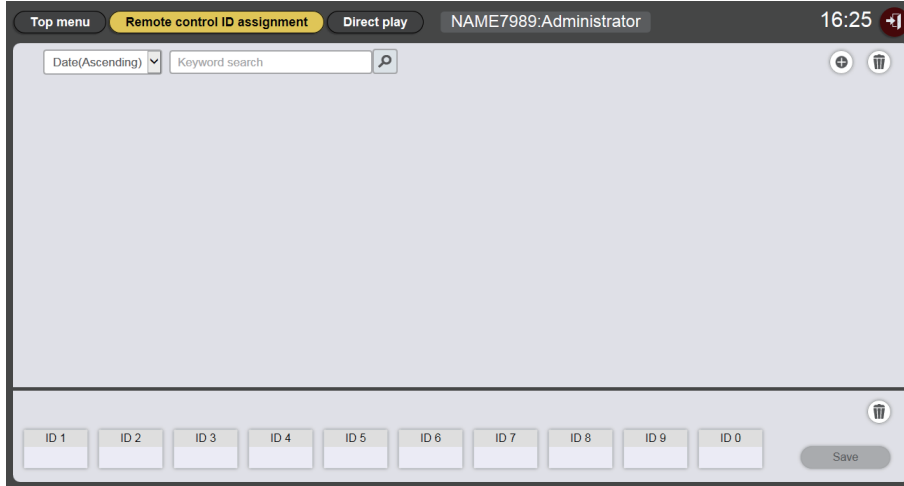 Top menu Remote control ID assignment Direct play NAME7989:Administrator 16:25
Date(Ascending) Keyword search
ID 1 ID 2 ID 3 ID 4 ID 5 ID 6 ID 7 ID 8 ID 9 ID 0
Save